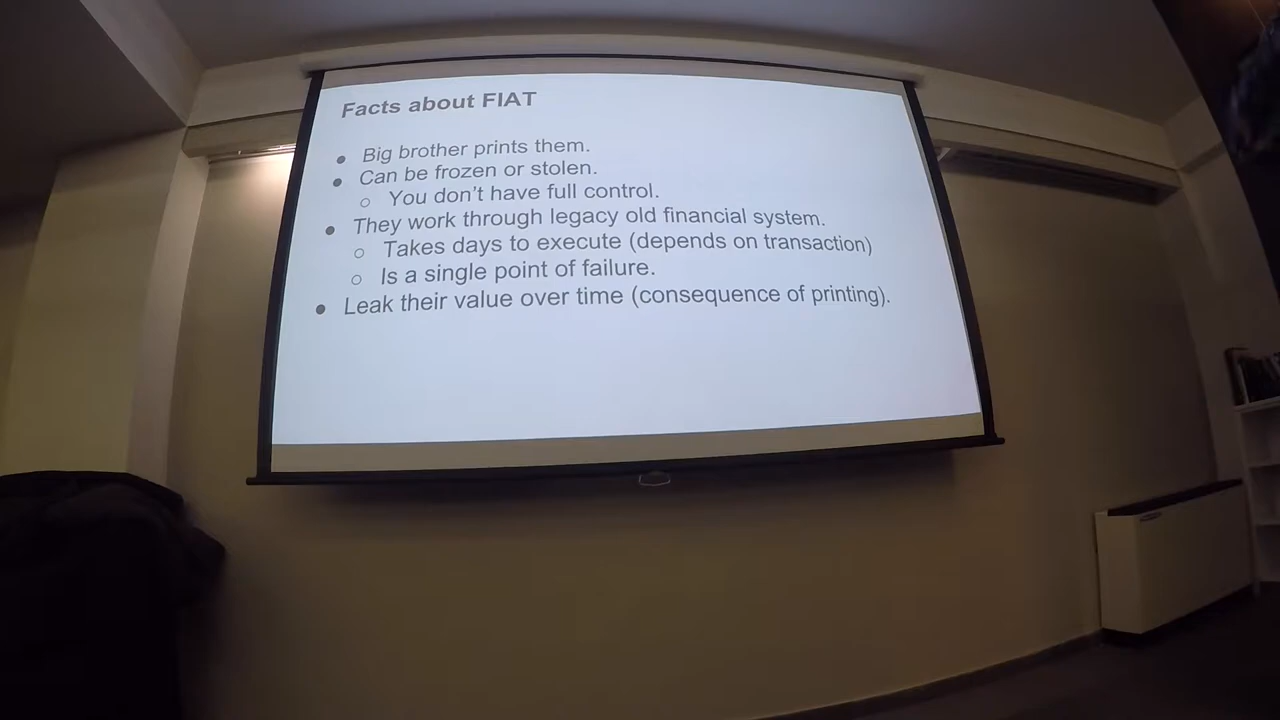 Facts about FIAT
● Big brother prints them.
● Can be frozen or stolen.
○ You don't have full control.
● They work through legacy old financial system.
○ Takes days to execute (depends on transaction)
○ Is a single point of failure.
● Leak their value over time (consequence of printing).